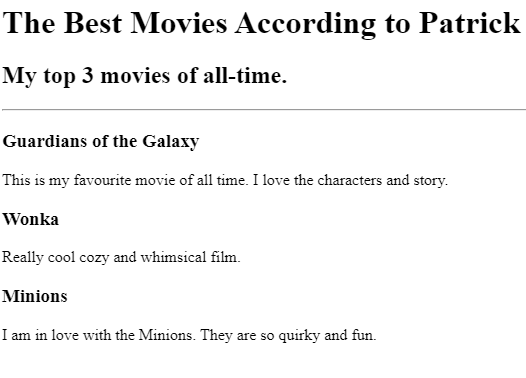 The Best Movies According to Patrick
My top 3 movies of all-time.
Guardians of the Galaxy
This is my favourite movie of all time. I love the characters and story.
Wonka
Really cool cozy and whimsical film.
Minions
I am in love with the Minions. They are so quirky and fun.